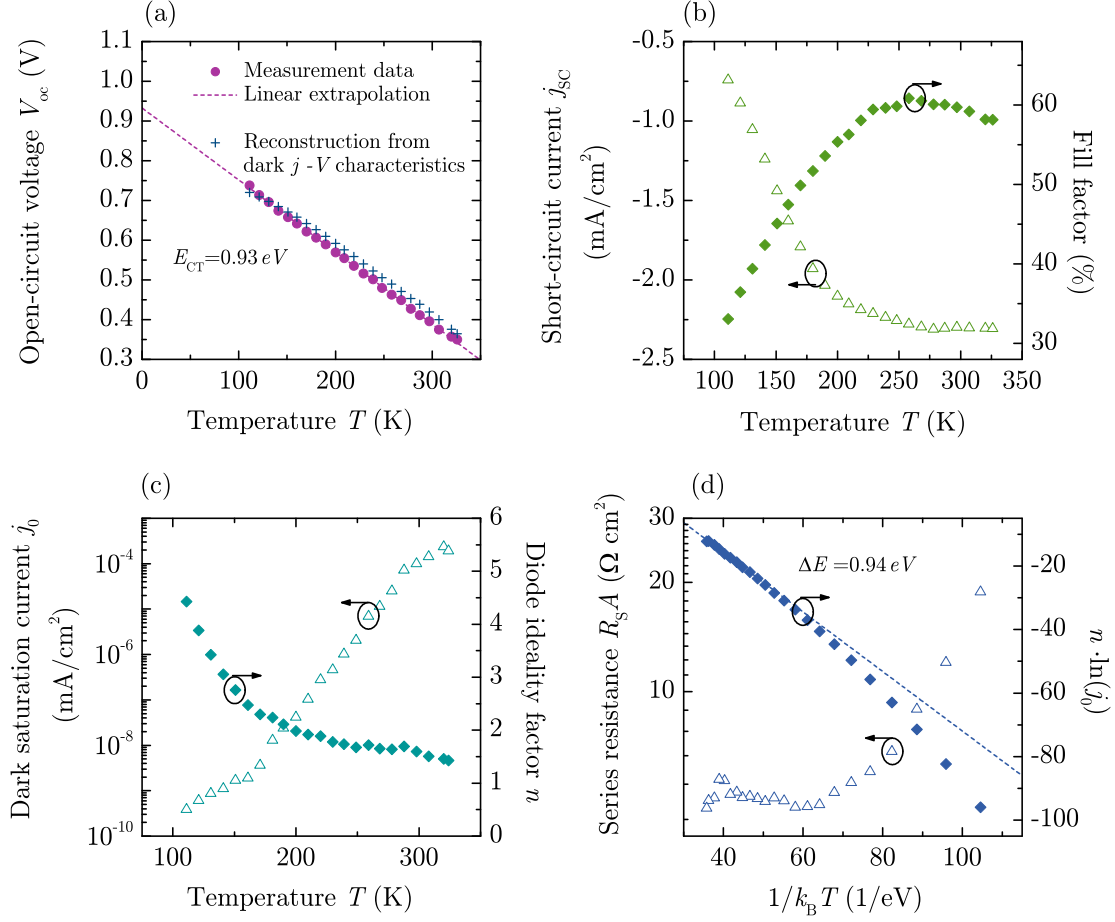 (a)
Open-circuit voltage V_oc (V)
1.1
1.0
0.9
0.8
0.7
0.6
0.5
0.4
0.3
Measurement data
Linear extrapolation
Reconstruction from
dark j -V characteristics
E_CT=0.93 eV
0
100
200
300
Temperature T (K)
(b)
Short-circuit current j_SC
(mA/cm²)
-0.5
-1.0
-1.5
-2.0
-2.5
60
50
40
30
Fill factor (%)
100
150
200
250
300
350
Temperature T (K)
(c)
Dark saturation current j_0
(mA/cm²)
10⁻⁴
10⁻⁶
10⁻⁸
10⁻¹⁰
6
5
4
3
2
1
0
Diode ideality factor n
100
200
300
Temperature T (K)
(d)
Series resistance R_S A (Ω cm²)
30
20
10
ΔE =0.94 eV
-20
-40
-60
-80
-100
n·ln(j_0)
40
60
80
100
1/k_B T (1/eV)